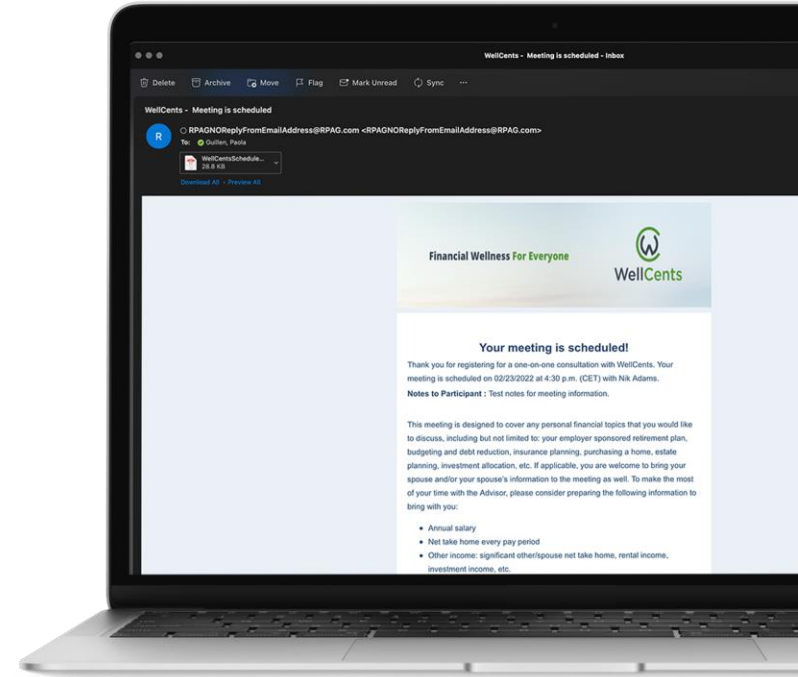 WellCents - Meeting is scheduled - Inbox
Delete Archive Move Flag Mark Unread Sync ...
WellCents - Meeting is scheduled
R
RPAGNOReplyFromEmailAddress@RPAG.com <RPAGNOReplyFromEmailAddress@RPAG.com>
To: Guillen, Paola
WellCentsSchedule...
28.8 KB
Download All - Preview All
Financial Wellness For Everyone
WellCents
Your meeting is scheduled!
Thank you for registering for a one-on-one consultation with WellCents. Your
meeting is scheduled on 02/23/2022 at 4:30 p.m. (CET) with Nik Adams.
Notes to Participant : Test notes for meeting information.
This meeting is designed to cover any personal financial topics that you would like
to discuss, including but not limited to: your employer sponsored retirement plan,
budgeting and debt reduction, insurance planning, purchasing a home, estate
planning, investment allocation, etc. If applicable, you are welcome to bring your
spouse and/or your spouse's information to the meeting as well. To make the most
of your time with the Advisor, please consider preparing the following information to
bring with you:
• Annual salary
• Net take home every pay period
• Other income: significant other/spouse net take home, rental income,
investment income, etc.